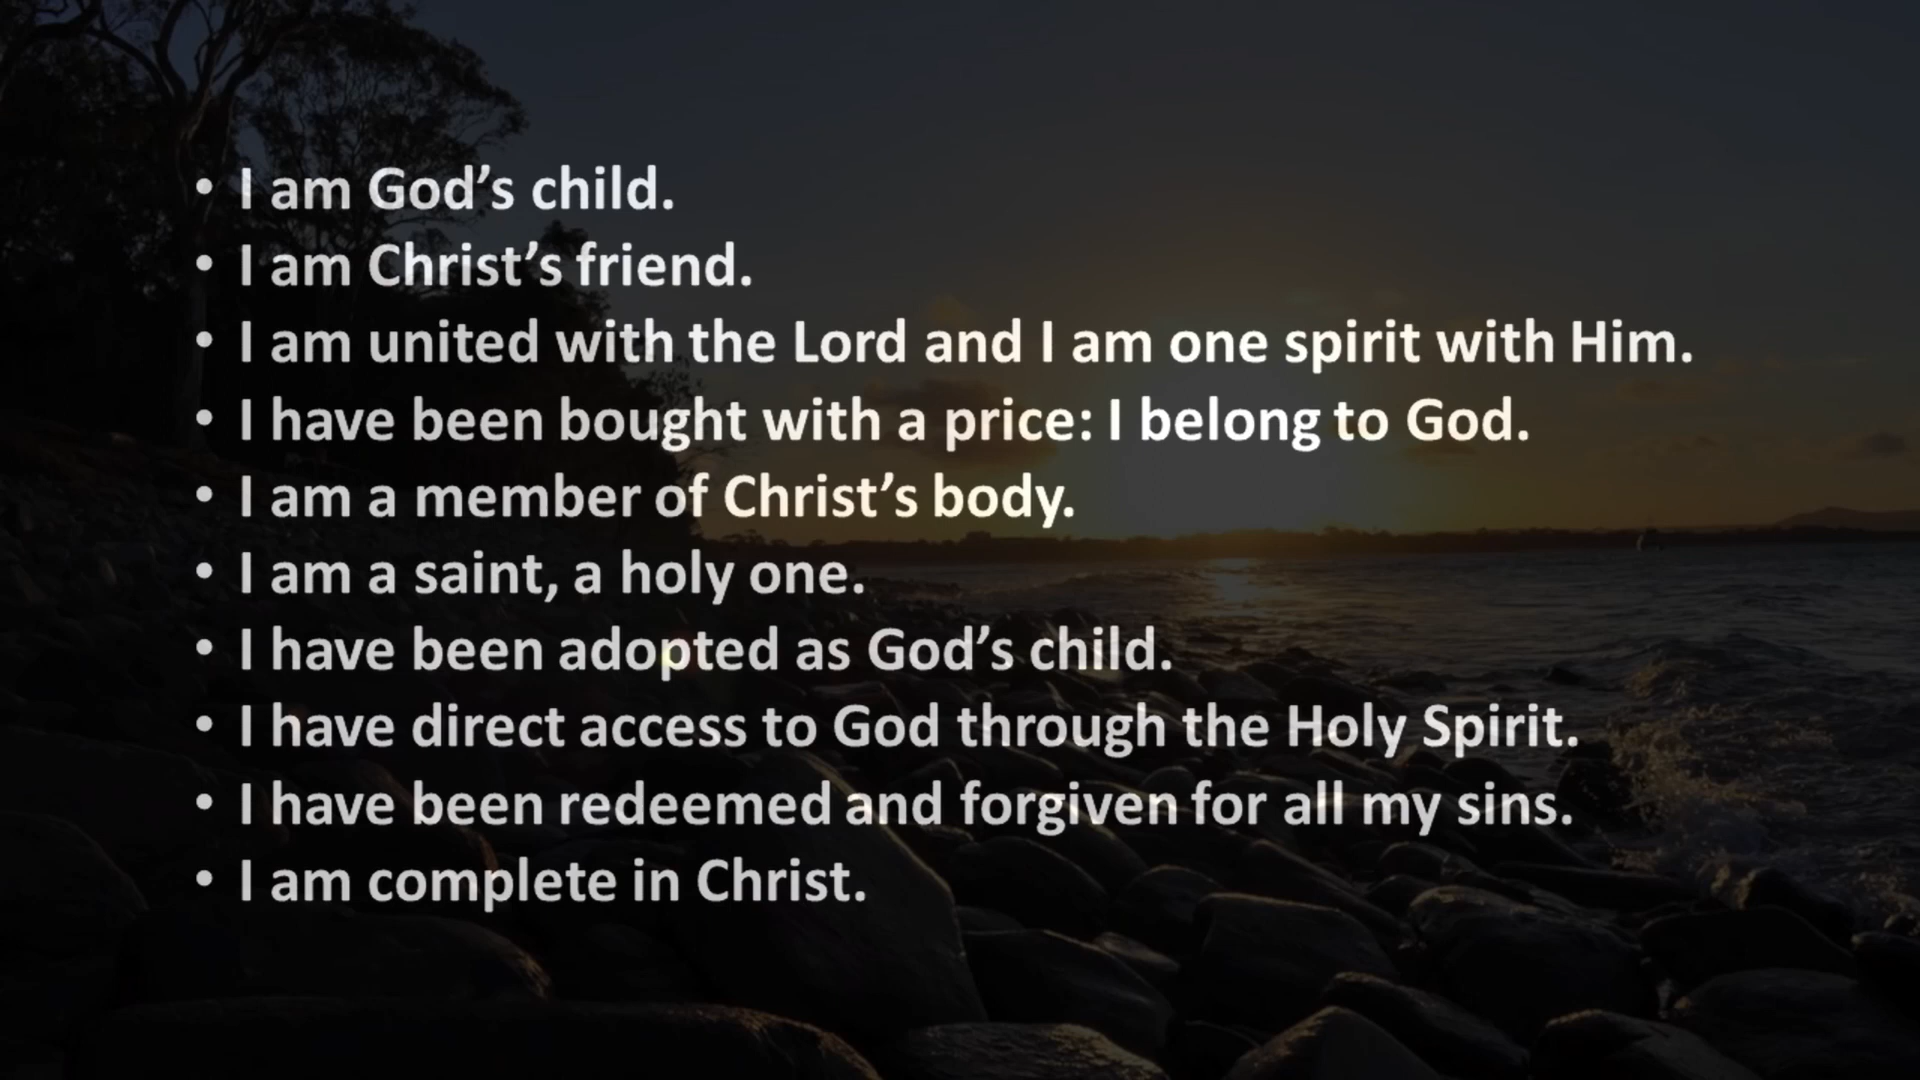 • I am God’s child.
• I am Christ’s friend.
• I am united with the Lord and I am one spirit with Him.
• I have been bought with a price: I belong to God.
• I am a member of Christ’s body.
• I am a saint, a holy one.
• I have been adopted as God’s child.
• I have direct access to God through the Holy Spirit.
• I have been redeemed and forgiven for all my sins.
• I am complete in Christ.